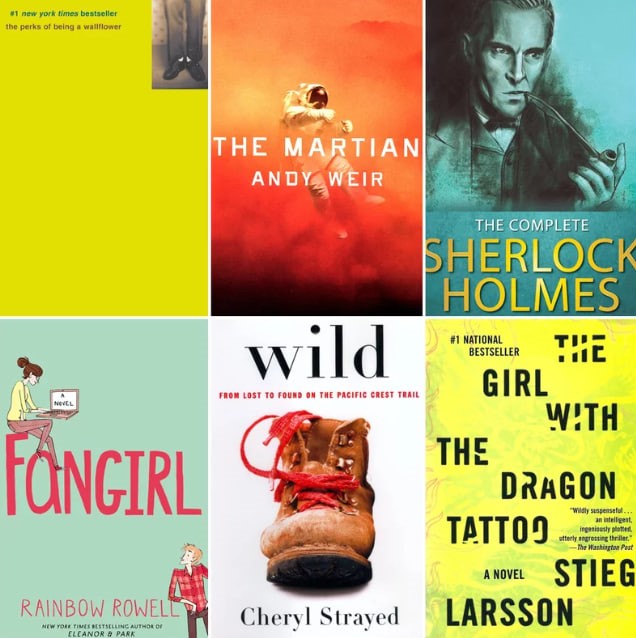 #1 new york times bestseller
the perks of being a wallflower
THE MARTIAN
ANDY WEIR
THE COMPLETE
SHERLOCK
HOLMES
A
NOVEL
FANGIRL
RAINBOW ROWELL
NEW YORK TIMES BESTSELLING AUTHOR OF
ELEANOR & PARK
wild
FROM LOST TO FOUND ON THE PACIFIC CREST TRAIL
Cheryl Strayed
#1 NATIONAL
BESTSELLER
THE
GIRL
WITH
THE
DRAGON
TATTOO
"Wildly suspenseful . . .
an intelligent,
ingeniously plotted,
utterly engrossing thriller."
—The Washington Post
A NOVEL
STIEG
LARSSON